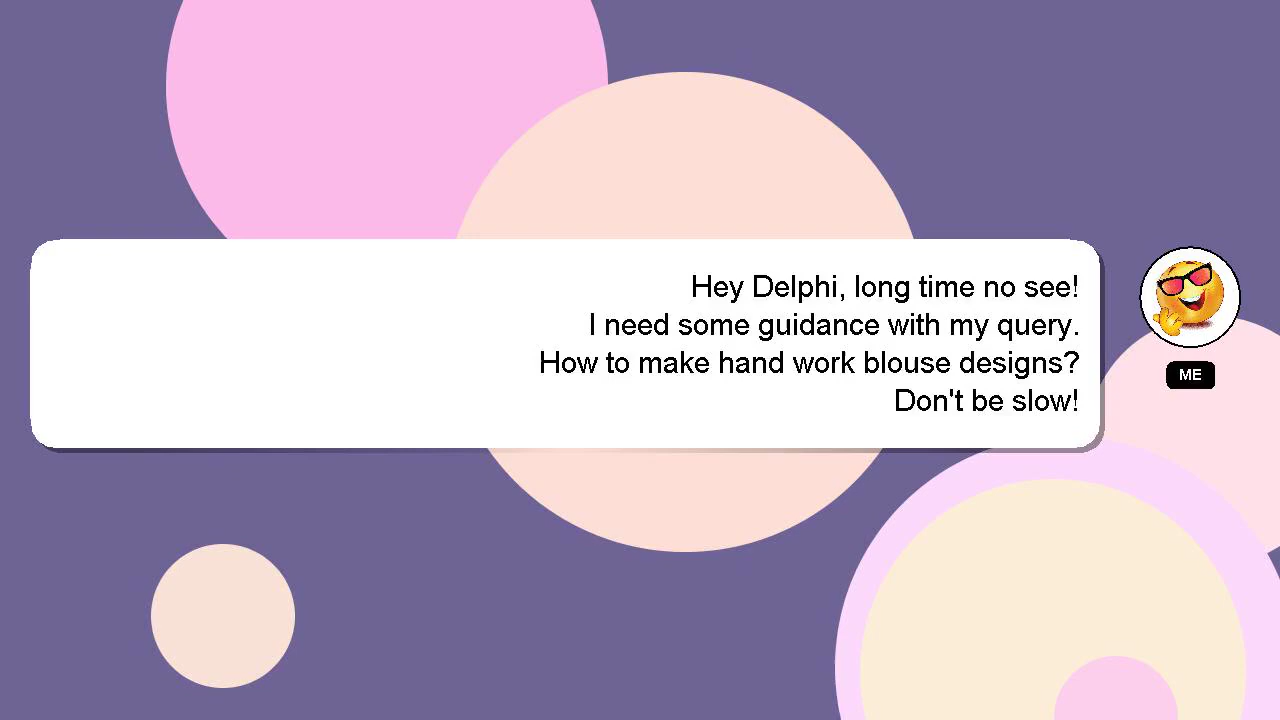 Hey Delphi, long time no see!
I need some guidance with my query.
How to make hand work blouse designs?
Don't be slow!
ME